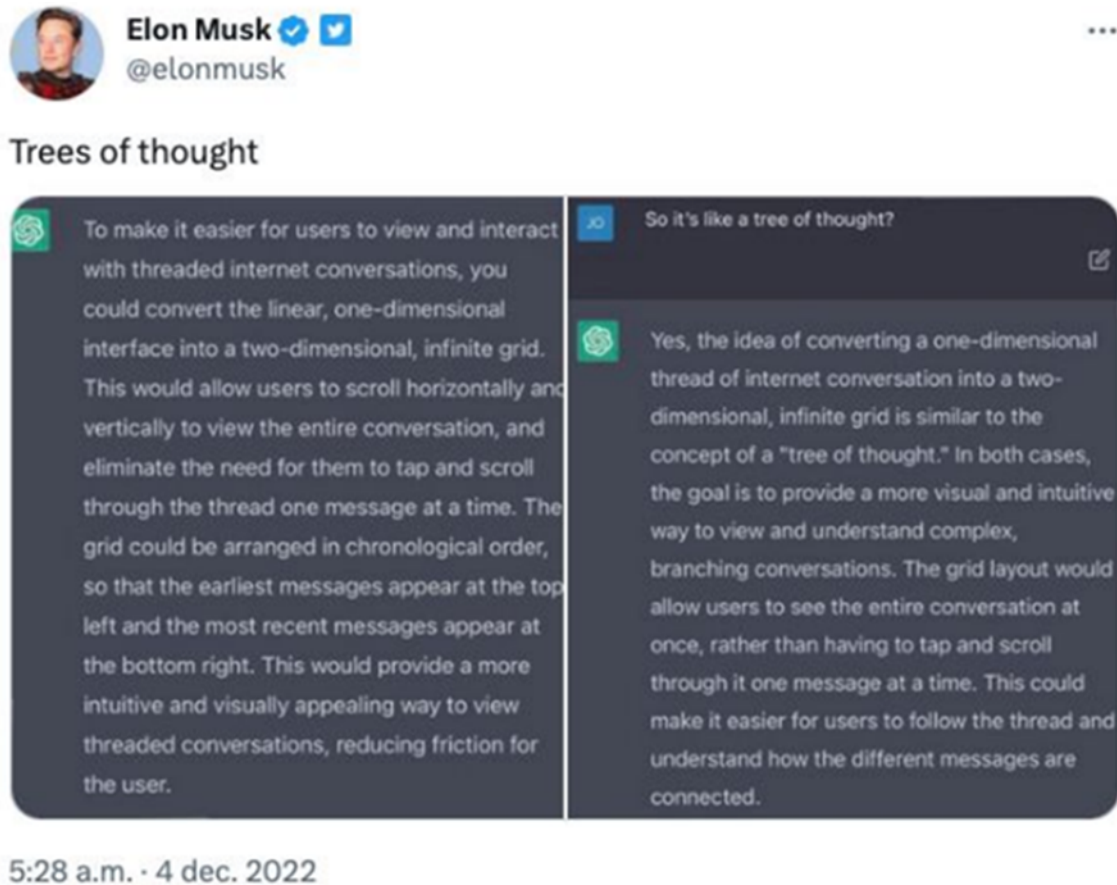 Elon Musk
@elonmusk
Trees of thought
To make it easier for users to view and interact
with threaded internet conversations, you
could convert the linear, one-dimensional
interface into a two-dimensional, infinite grid.
This would allow users to scroll horizontally and
vertically to view the entire conversation, and
eliminate the need for them to tap and scroll
through the thread one message at a time. The
grid could be arranged in chronological order,
so that the earliest messages appear at the top
left and the most recent messages appear at
the bottom right. This would provide a more
intuitive and visually appealing way to view
threaded conversations, reducing friction for
the user.
JO
So it's like a tree of thought?
Yes, the idea of converting a one-dimensional
thread of internet conversation into a two-
dimensional, infinite grid is similar to the
concept of a "tree of thought." In both cases,
the goal is to provide a more visual and intuitive
way to view and understand complex,
branching conversations. The grid layout would
allow users to see the entire conversation at
once, rather than having to tap and scroll
through it one message at a time. This could
make it easier for users to follow the thread and
understand how the different messages are
connected.
5:28 a.m. · 4 dec. 2022